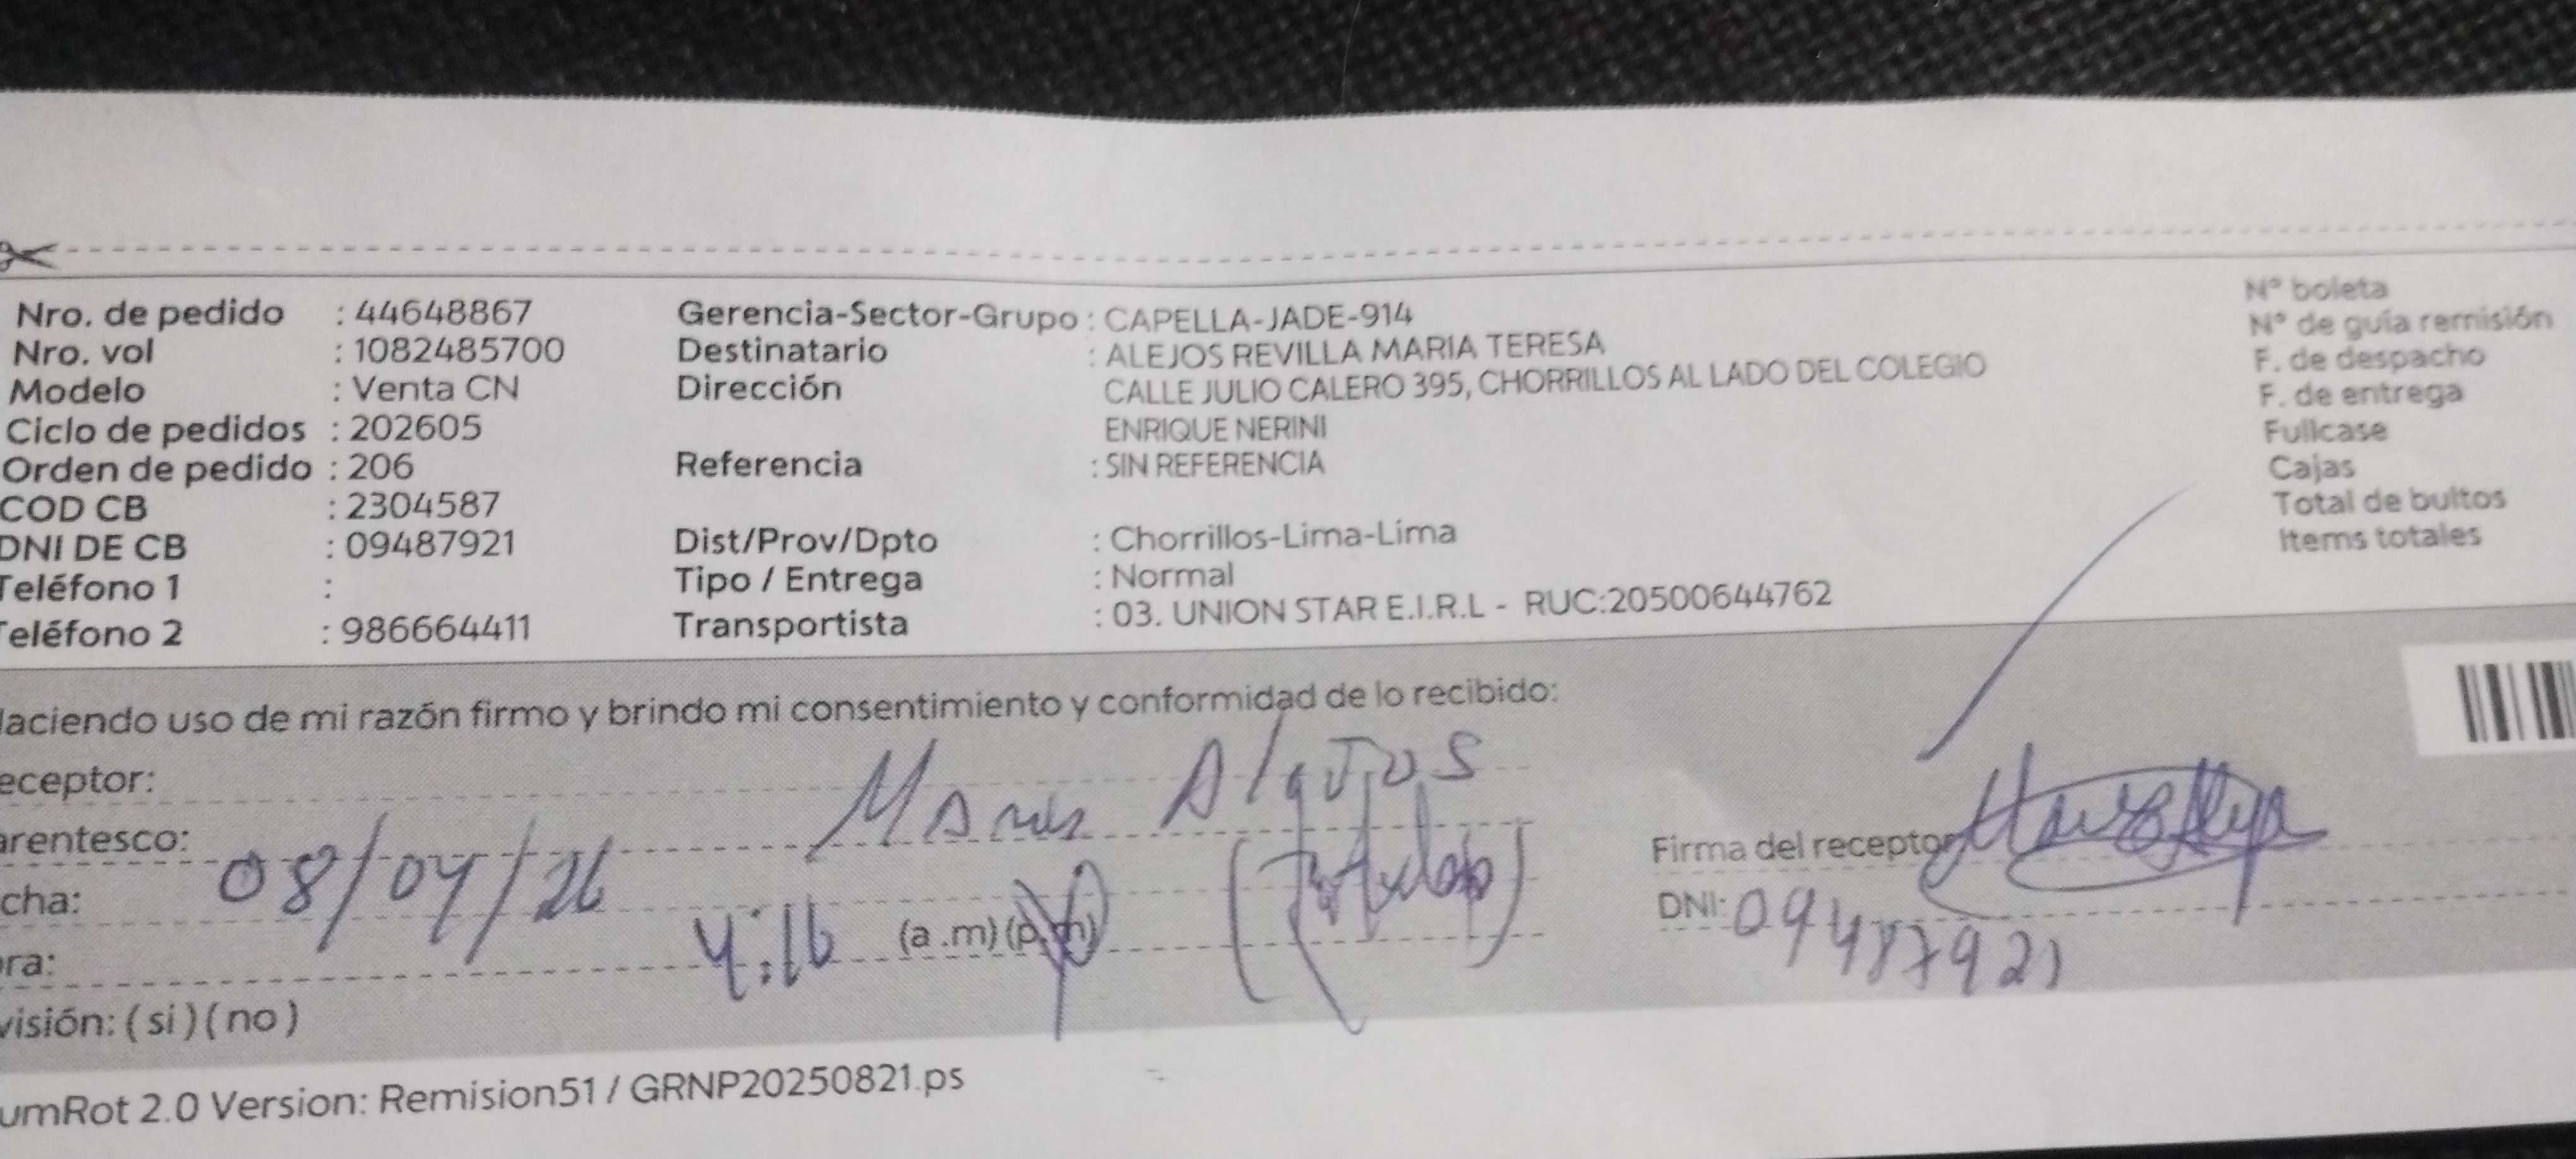 Nro. de pedido : 44648867 Gerencia-Sector-Grupo : CAPELLA-JADE-914 N° boleta
Nro. vol : 1082485700 Destinatario : ALEJOS REVILLA MARIA TERESA N° de guía remisión
Modelo : Venta CN Dirección CALLE JULIO CALERO 395, CHORRILLOS AL LADO DEL COLEGIO F. de despacho
Ciclo de pedidos : 202605 ENRIQUE NERINI F. de entrega
Orden de pedido : 206 Referencia : SIN REFERENCIA Fullcase
COD CB : 2304587 Cajas
DNI DE CB : 09487921 Dist/Prov/Dpto : Chorrillos-Lima-Lima Total de bultos
Teléfono 1 : Tipo / Entrega : Normal Items totales
Teléfono 2 : 986664411 Transportista : 03. UNION STAR E.I.R.L - RUC:20500644762
Haciendo uso de mi razón firmo y brindo mi consentimiento y conformidad de lo recibido:
eceptor: Maria Alejos
arentesco: Firma del receptor
cha: 08/04/26 DNI: 09487921
ora: 4:16 (a .m) (p.m)
visión: ( si ) ( no )
umRot 2.0 Version: Remision51 / GRNP20250821.ps